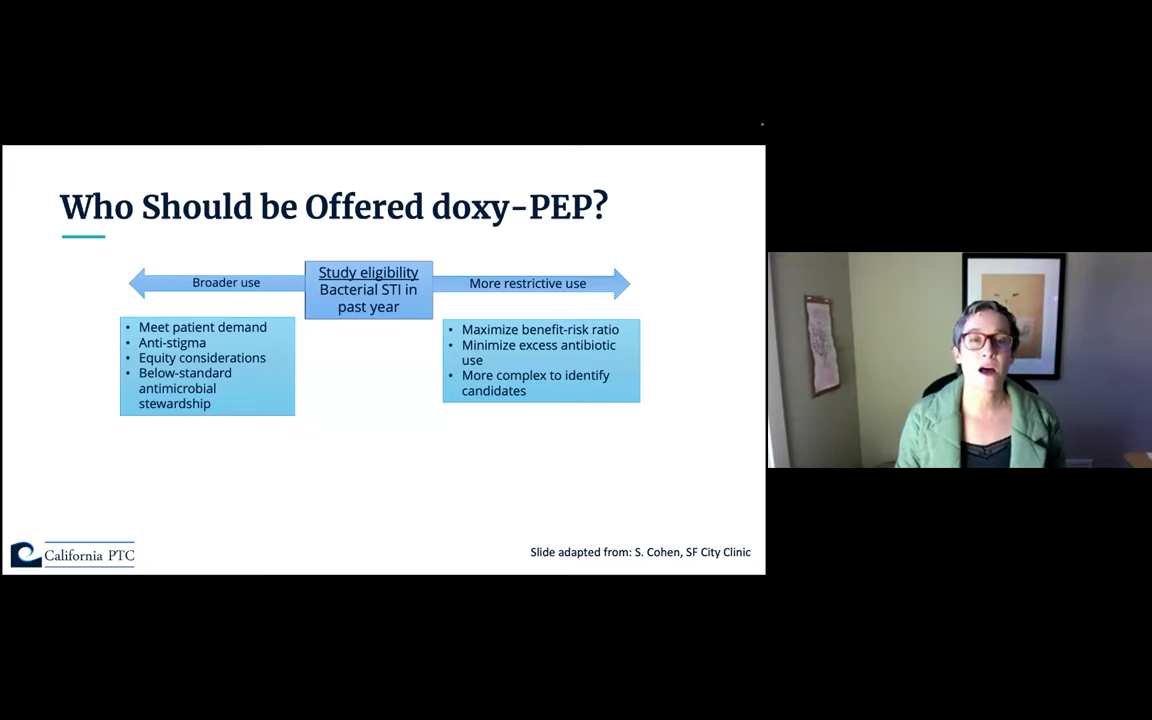 Who Should be Offered doxy-PEP?
Broader use
Study eligibility
Bacterial STI in
past year
More restrictive use
• Meet patient demand
• Anti-stigma
• Equity considerations
• Below-standard
antimicrobial
stewardship
• Maximize benefit-risk ratio
• Minimize excess antibiotic
use
• More complex to identify
candidates
California PTC
Slide adapted from: S. Cohen, SF City Clinic